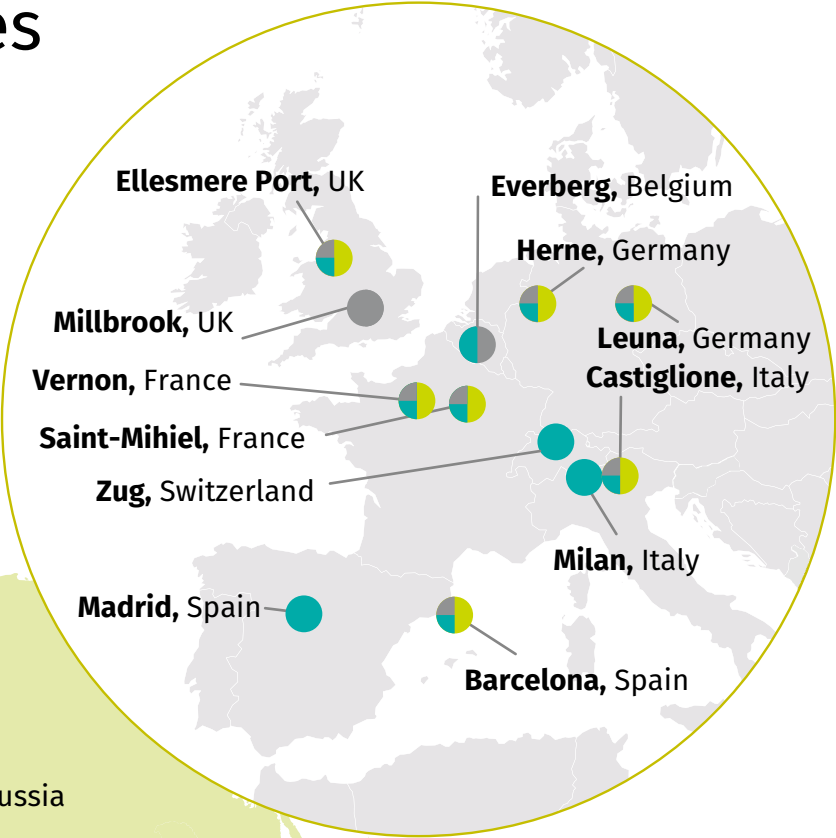 es
Ellesmere Port, UK
Everberg, Belgium
Herne, Germany
Millbrook, UK
Leuna, Germany
Vernon, France
Castiglione, Italy
Saint-Mihiel, France
Zug, Switzerland
Milan, Italy
Madrid, Spain
Barcelona, Spain
ussia